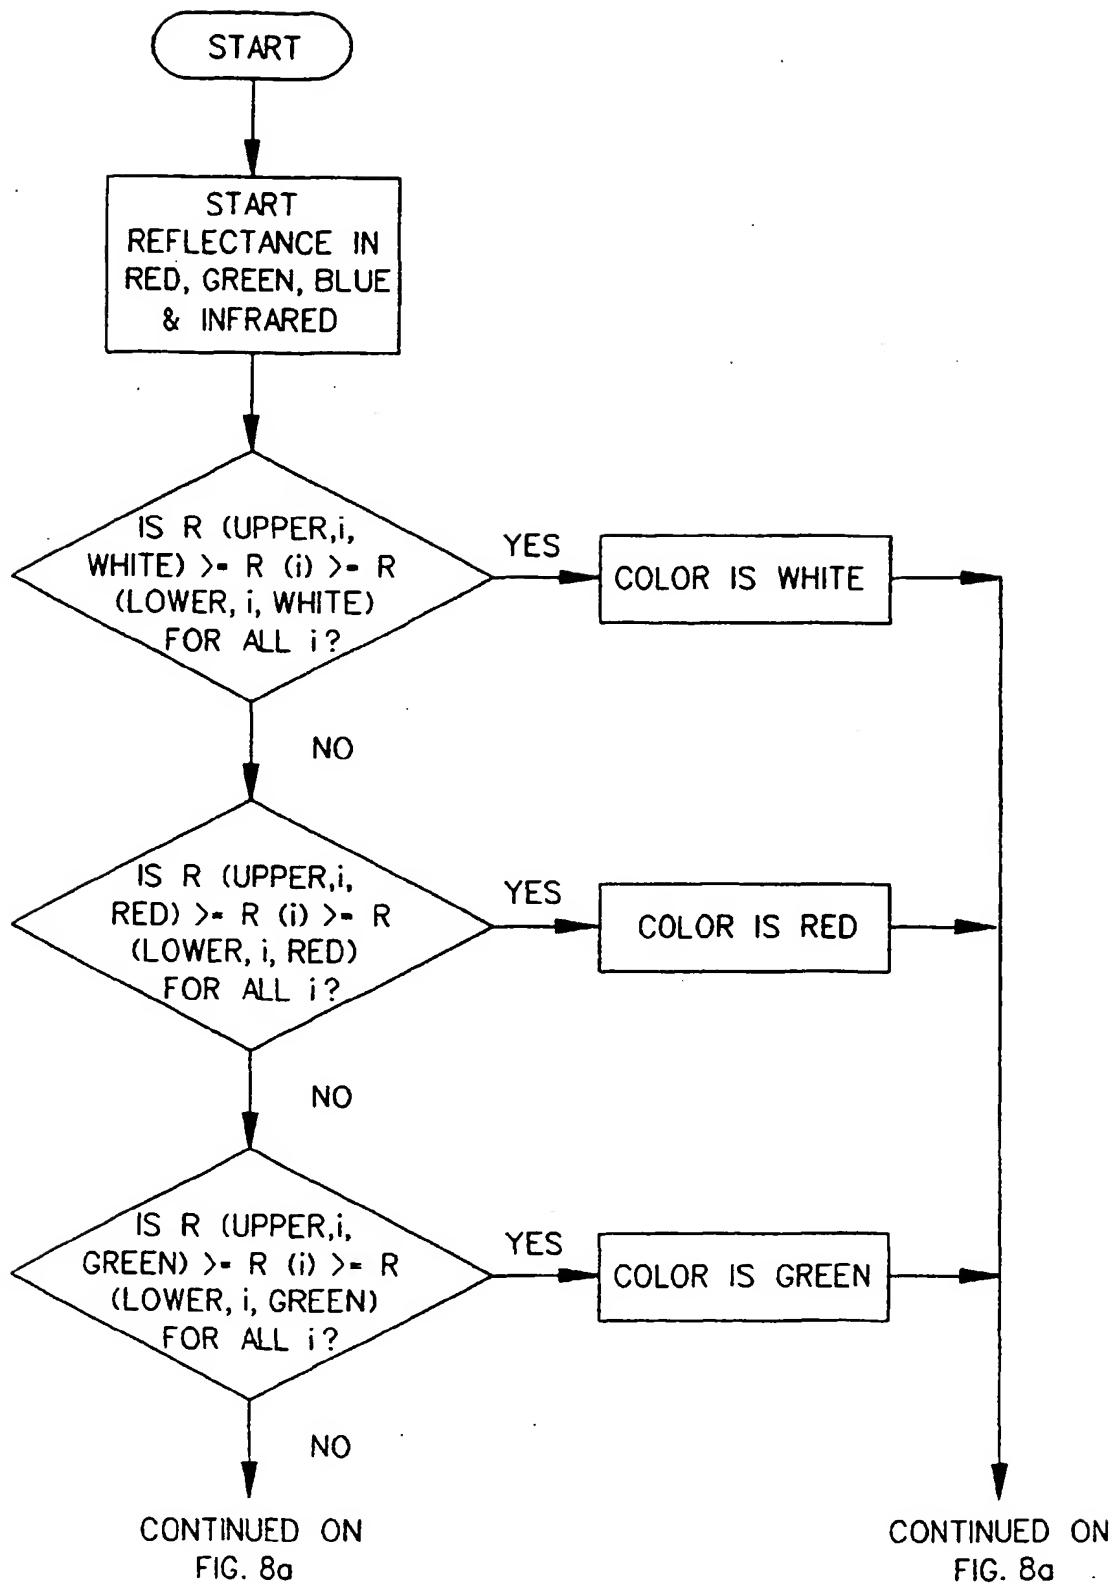 START
START
REFLECTANCE IN
RED, GREEN, BLUE
& INFRARED
IS R (UPPER,i,
WHITE) >= R (i) >= R
(LOWER, i, WHITE)
FOR ALL i?
YES
COLOR IS WHITE
NO
IS R (UPPER,i,
RED) >= R (i) >= R
(LOWER, i, RED)
FOR ALL i?
YES
COLOR IS RED
NO
IS R (UPPER,i,
GREEN) >= R (i) >= R
(LOWER, i, GREEN)
FOR ALL i?
YES
COLOR IS GREEN
NO
CONTINUED ON
FIG. 8a
CONTINUED ON
FIG. 8a